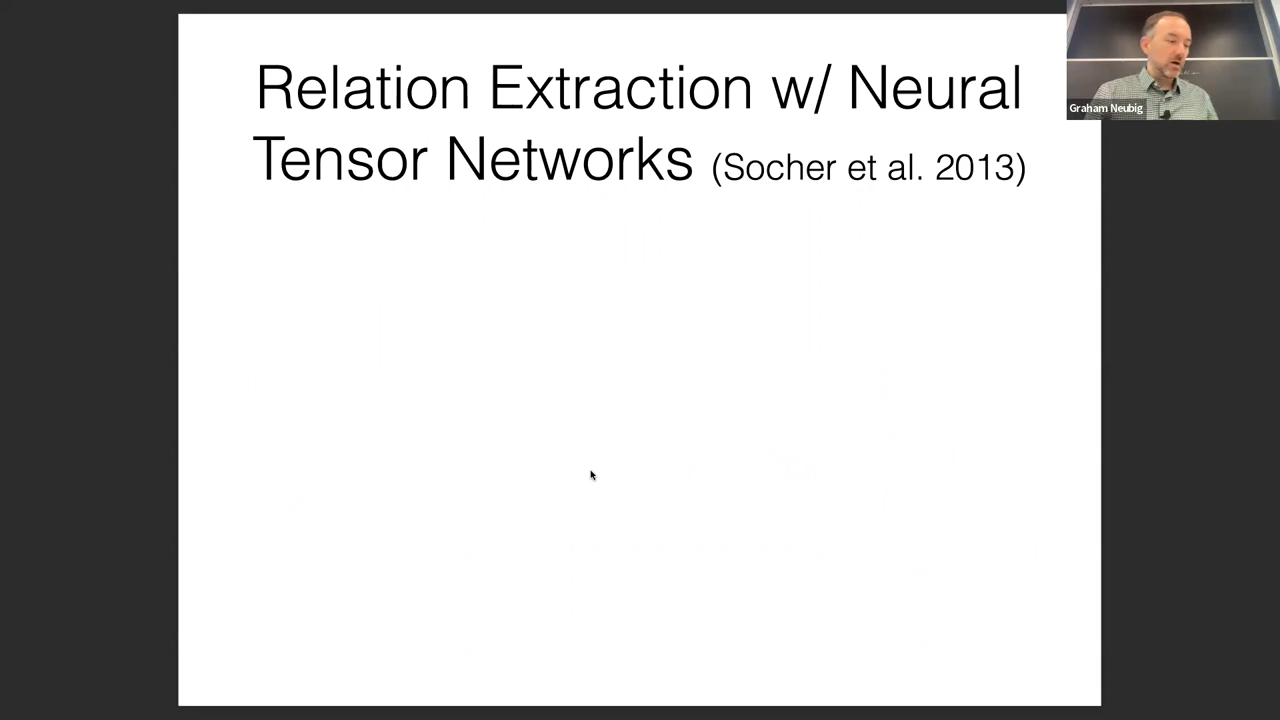 Relation Extraction w/ Neural
Tensor Networks (Socher et al. 2013)
Graham Neubig